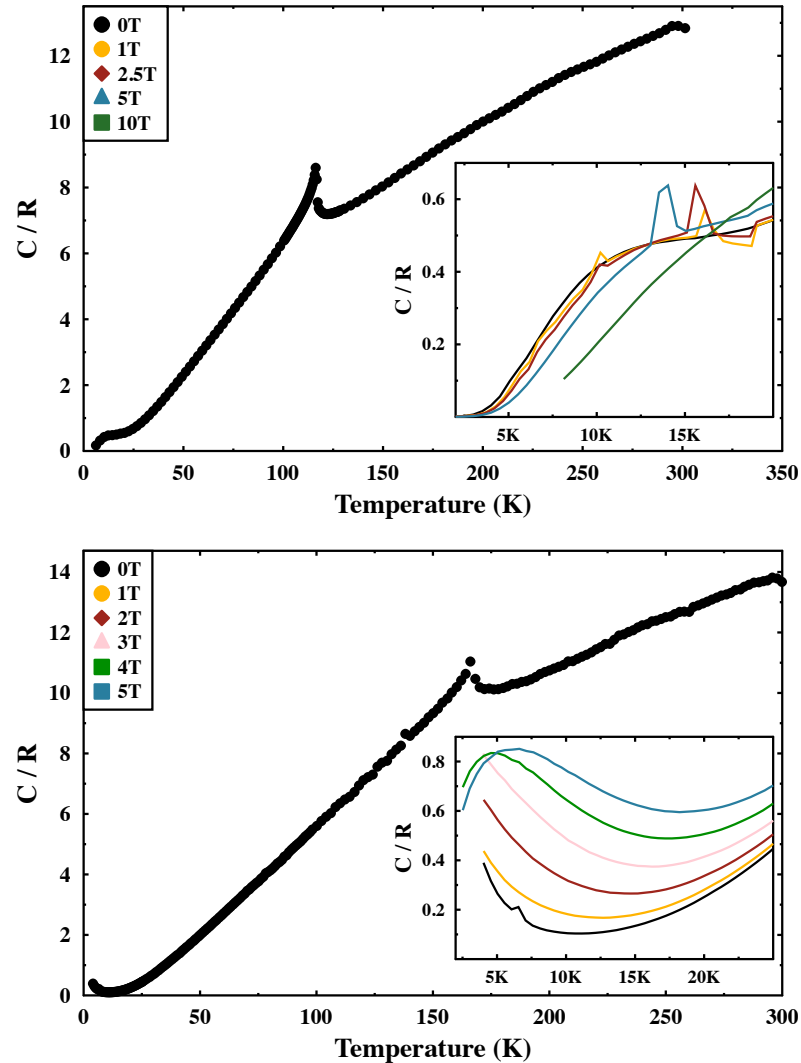 0T
1T
2.5T
5T
10T
12
10
8
6
4
2
0
C / R
0.6
0.4
0.2
C / R
5K 10K 15K
0 50 100 150 200 250 300 350
Temperature (K)
0T
1T
2T
3T
4T
5T
14
12
10
8
6
4
2
0
C / R
0.8
0.6
0.4
0.2
C / R
5K 10K 15K 20K
0 50 100 150 200 250 300
Temperature (K)